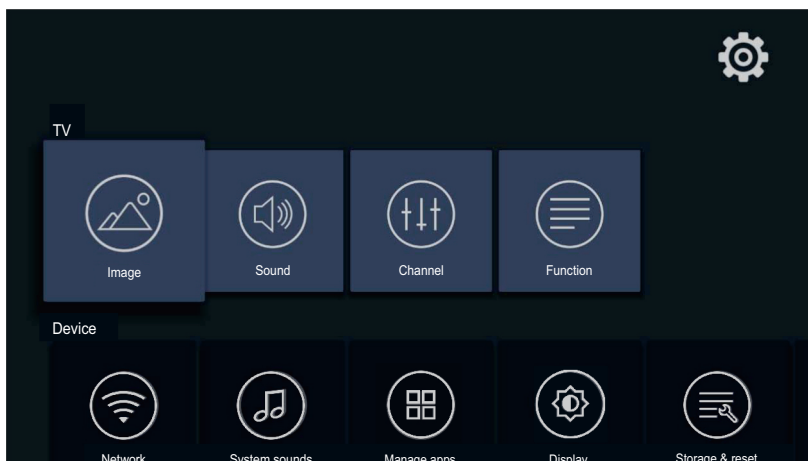 TV
Image
Sound
Channel
Function
Device
Network
System sounds
Manage apps
Display
Storage & reset